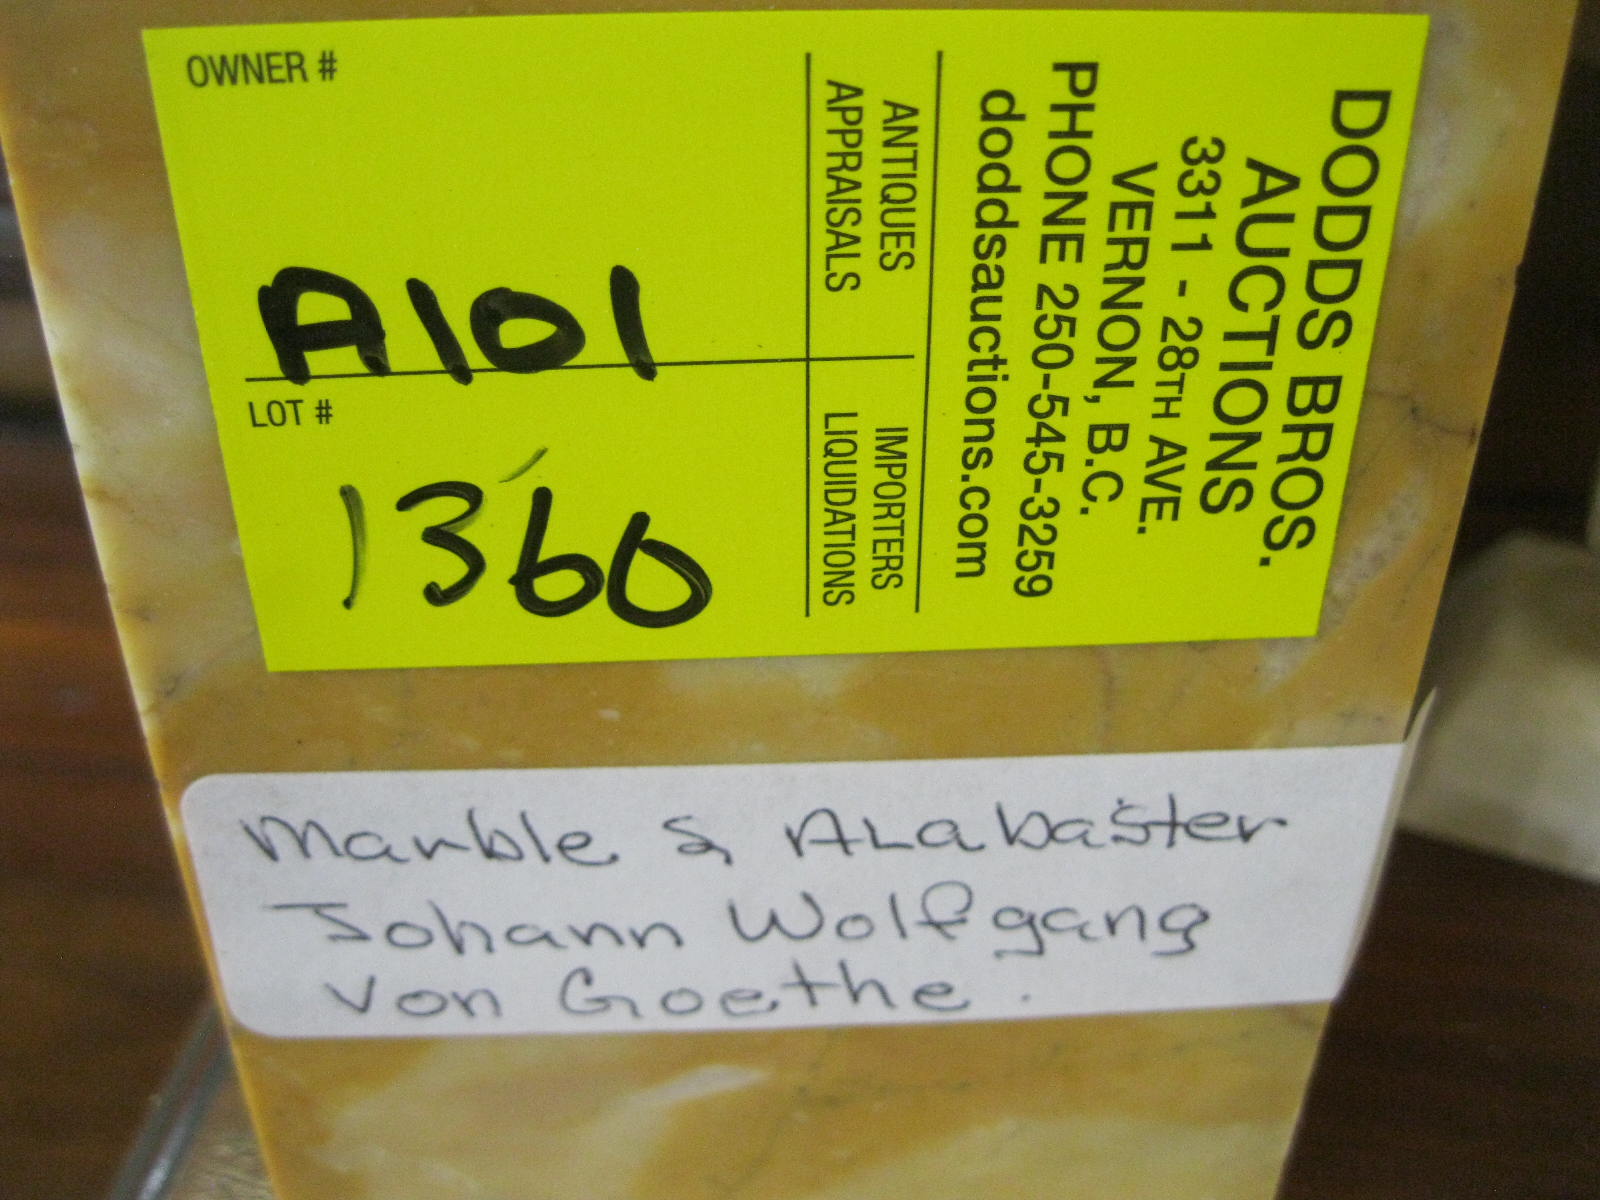 OWNER #
A101
LOT #
1360
ANTIQUES
APPRAISALS
IMPORTERS
LIQUIDATIONS
DODDS BROS.
AUCTIONS
3311 - 28TH AVE.
VERNON, B.C.
PHONE 250-545-3259
doddsauctions.com
Marble & ALabaster
Johann Wolfgang
Von Goethe.